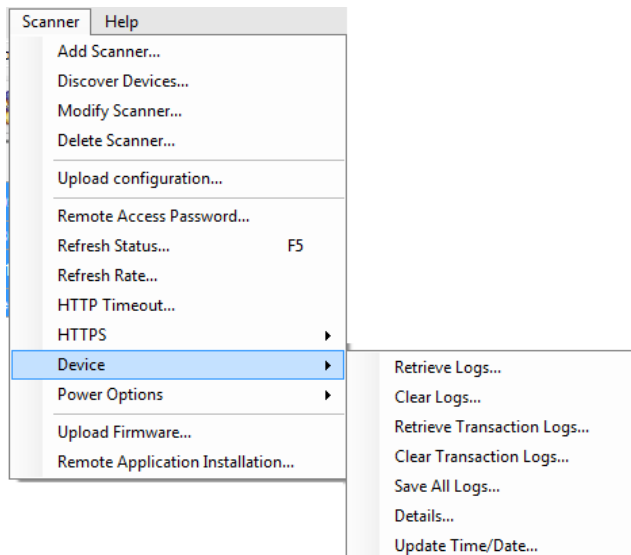 Scanner Help
Add Scanner...
Discover Devices...
Modify Scanner...
Delete Scanner...
Upload configuration...
Remote Access Password...
Refresh Status... F5
Refresh Rate...
HTTP Timeout...
HTTPS
Device
Power Options
Upload Firmware...
Remote Application Installation...
Retrieve Logs...
Clear Logs...
Retrieve Transaction Logs...
Clear Transaction Logs...
Save All Logs...
Details...
Update Time/Date...